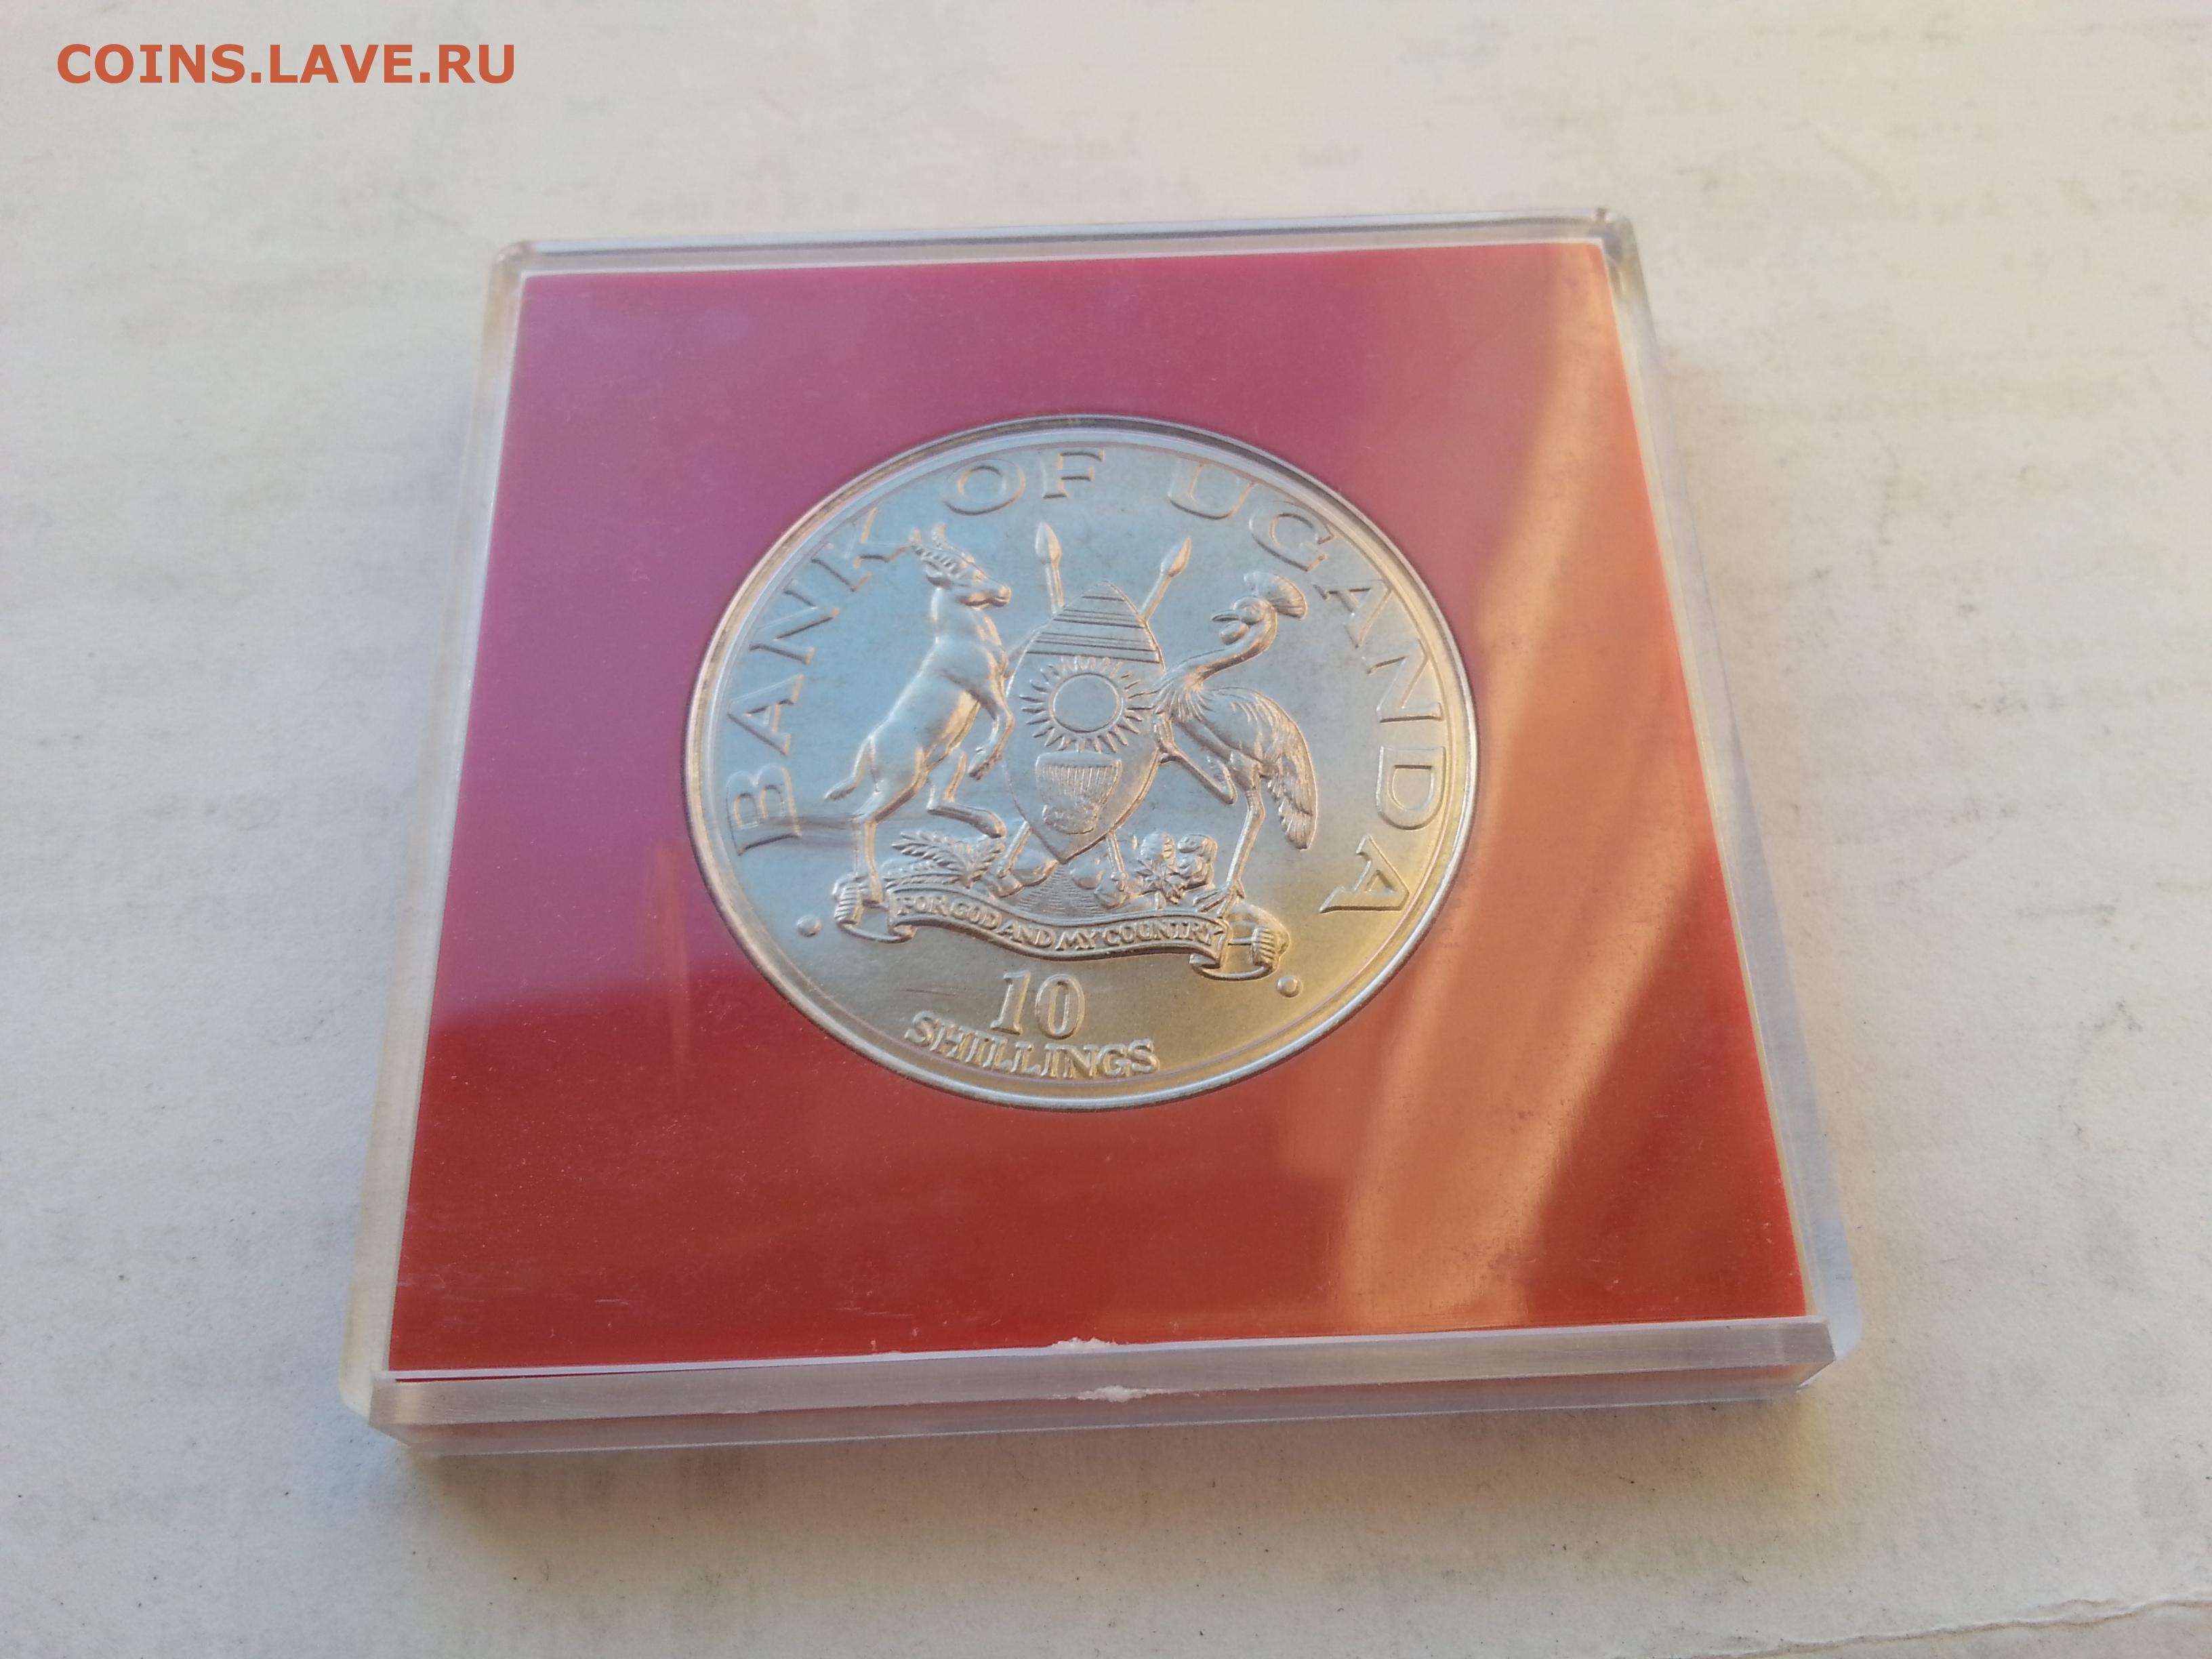 COINS.LAVE.RU
BANK OF UGANDA
FOR GOD AND MY COUNTRY
10
SHILLINGS